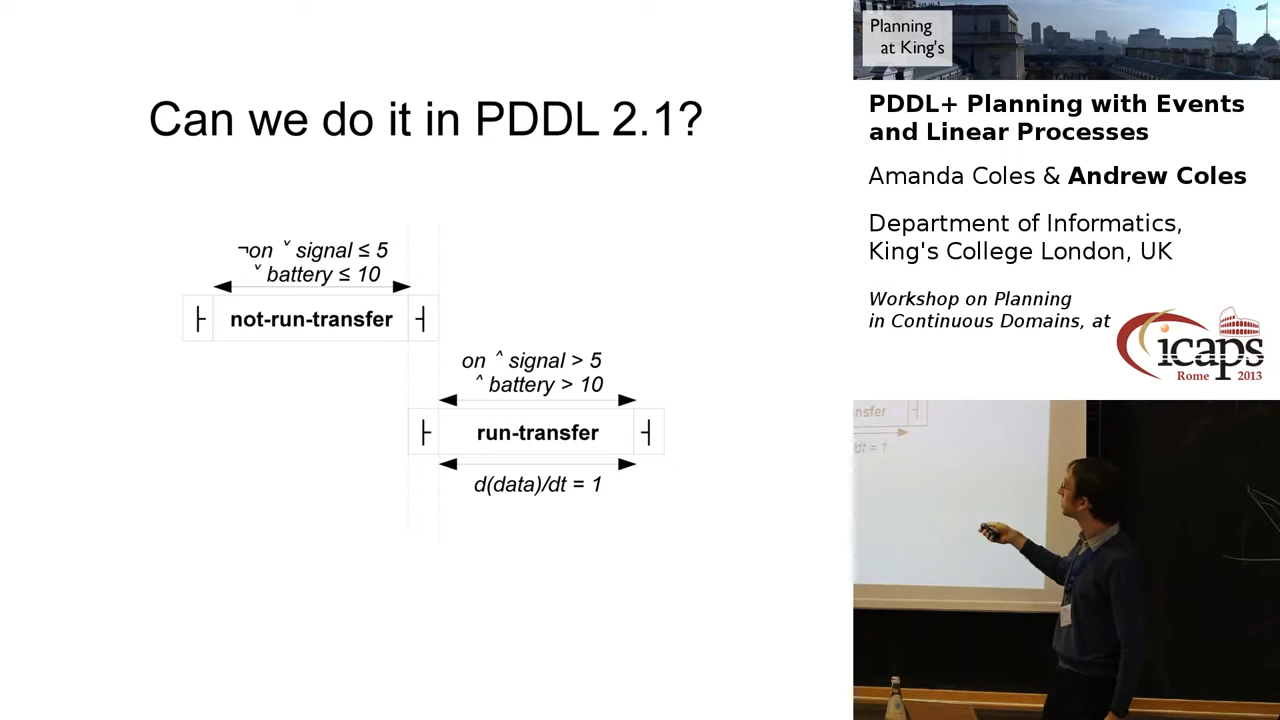 Can we do it in PDDL 2.1?
¬on ˅ signal ≤ 5
˅ battery ≤ 10
├ not-run-transfer ┤
on ˄ signal > 5
˄ battery > 10
├ run-transfer ┤
d(data)/dt = 1
Planning
at King's
PDDL+ Planning with Events
and Linear Processes
Amanda Coles & Andrew Coles
Department of Informatics,
King's College London, UK
Workshop on Planning
in Continuous Domains, at
icaps
Rome 2013
nsfer ┤
dt = 1